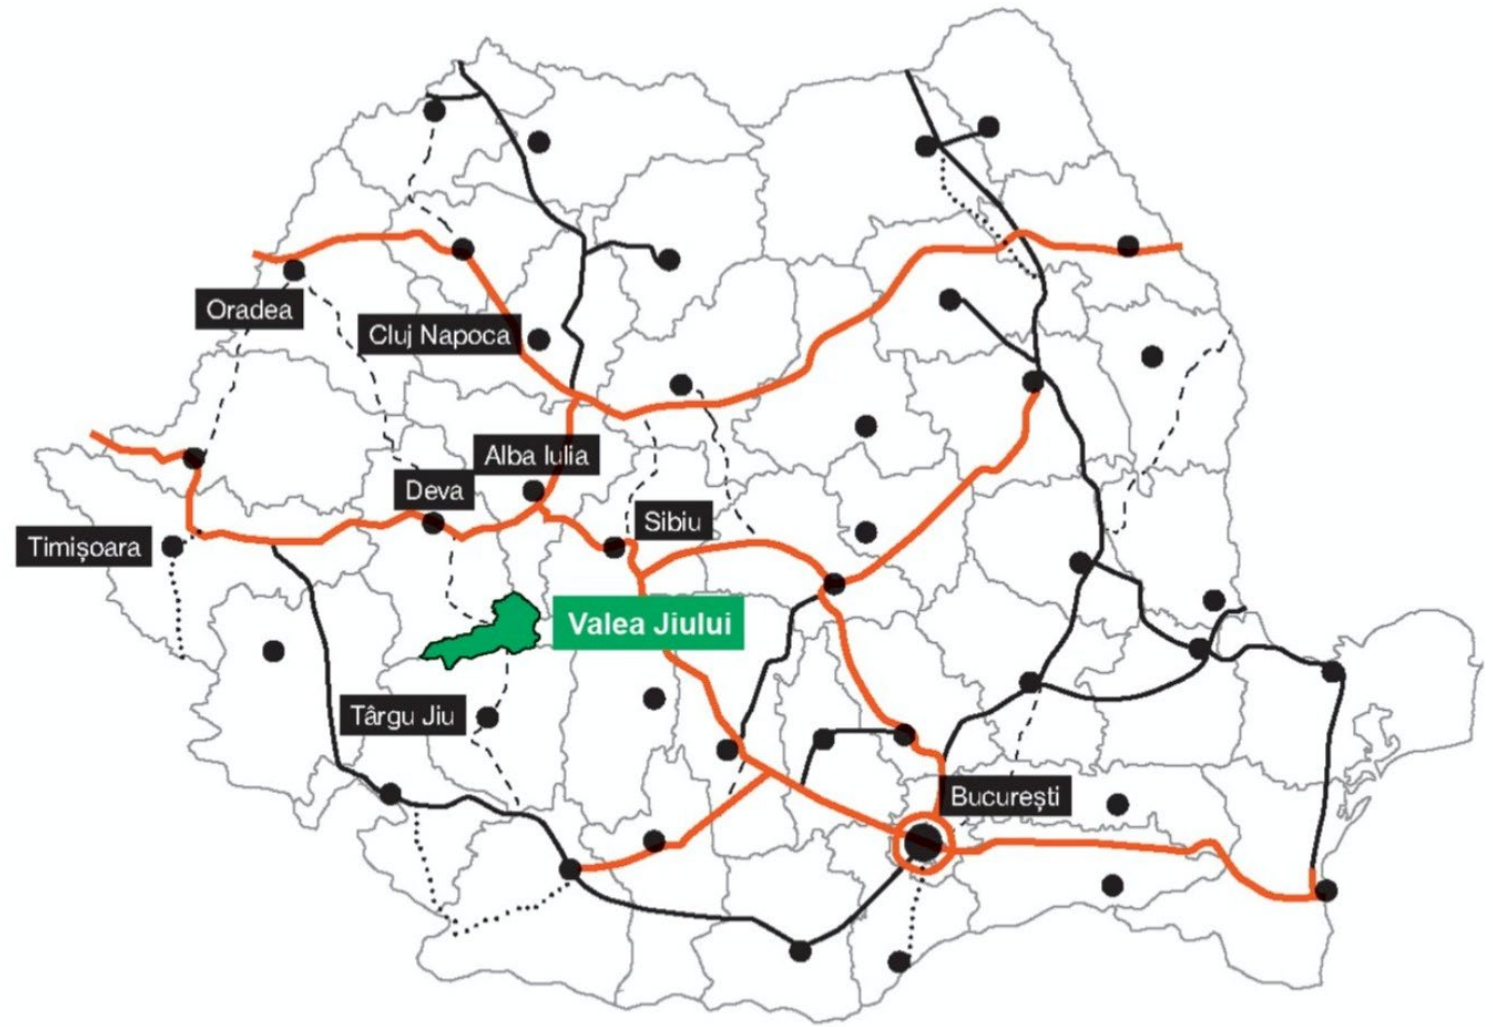 Oradea
Cluj Napoca
Alba Iulia
Deva
Sibiu
Timișoara
Valea Jiului
Târgu Jiu
București